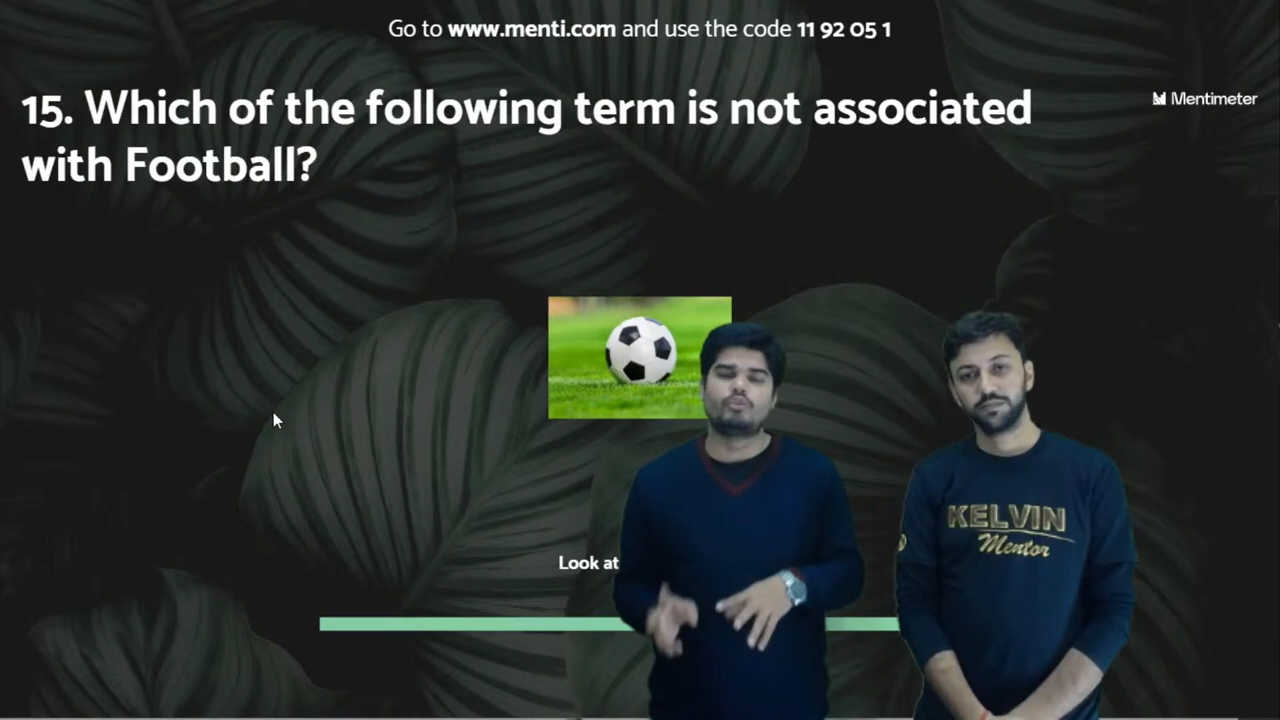 Go to www.menti.com and use the code 11 92 05 1
15. Which of the following term is not associated
with Football?
Mentimeter
Look at
KELVIN
Mentor